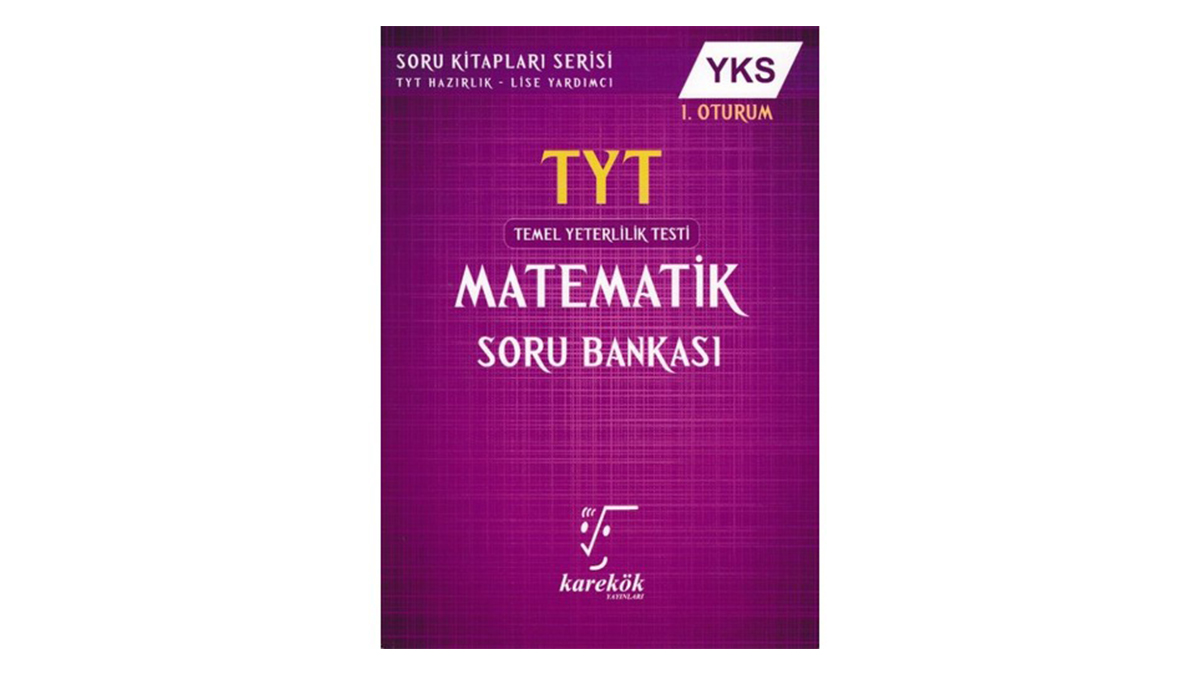 SORU KİTAPLARI SERİSİ
TYT HAZIRLIK - LİSE YARDIMCI
YKS
1. OTURUM
TYT
TEMEL YETERLİLİK TESTİ
MATEMATİK
SORU BANKASI
karekök
YAYINLARI